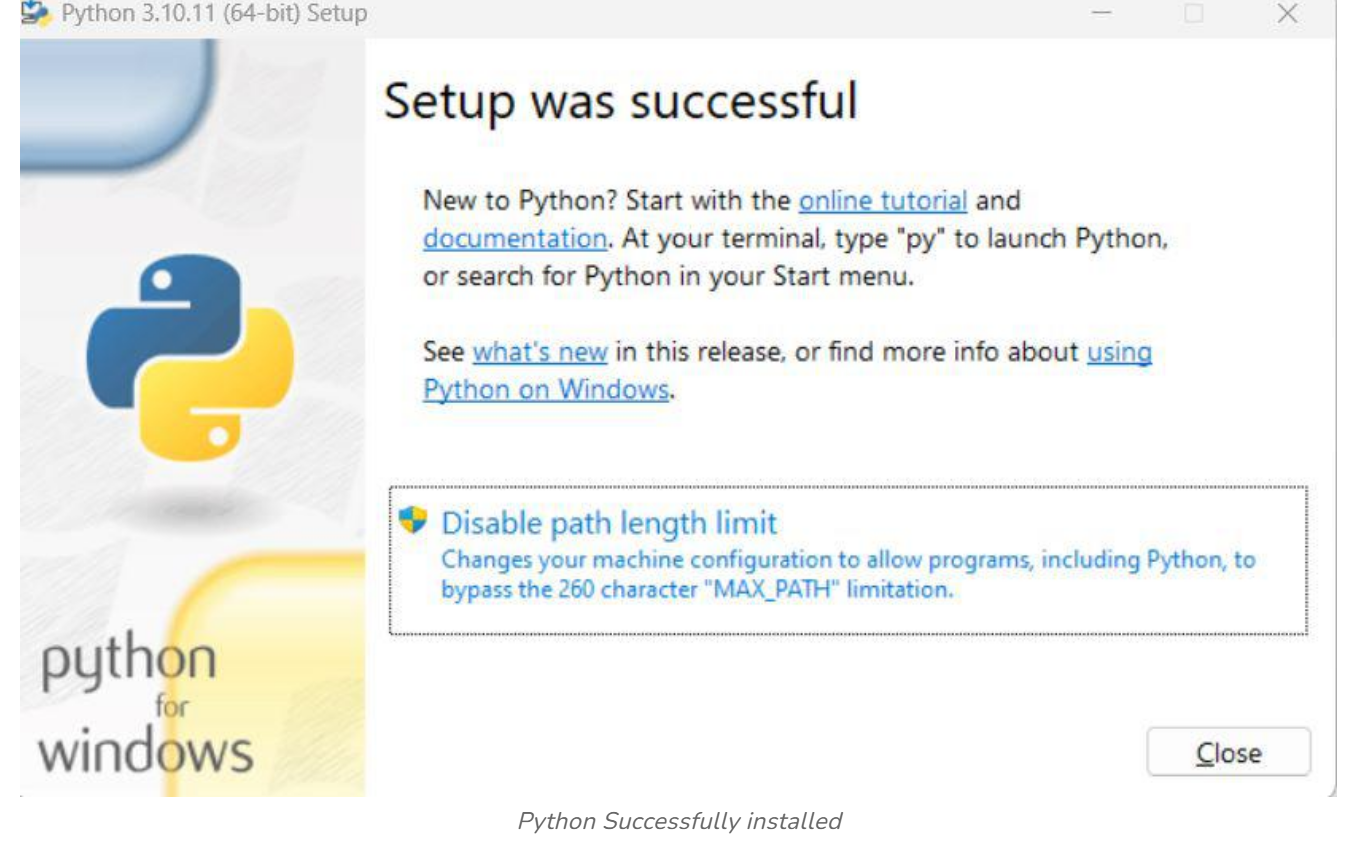 Python 3.10.11 (64-bit) Setup
Setup was successful
New to Python? Start with the online tutorial and
documentation. At your terminal, type "py" to launch Python,
or search for Python in your Start menu.
See what's new in this release, or find more info about using
Python on Windows.
Disable path length limit
Changes your machine configuration to allow programs, including Python, to
bypass the 260 character "MAX_PATH" limitation.
python
for
windows
Close
Python Successfully installed